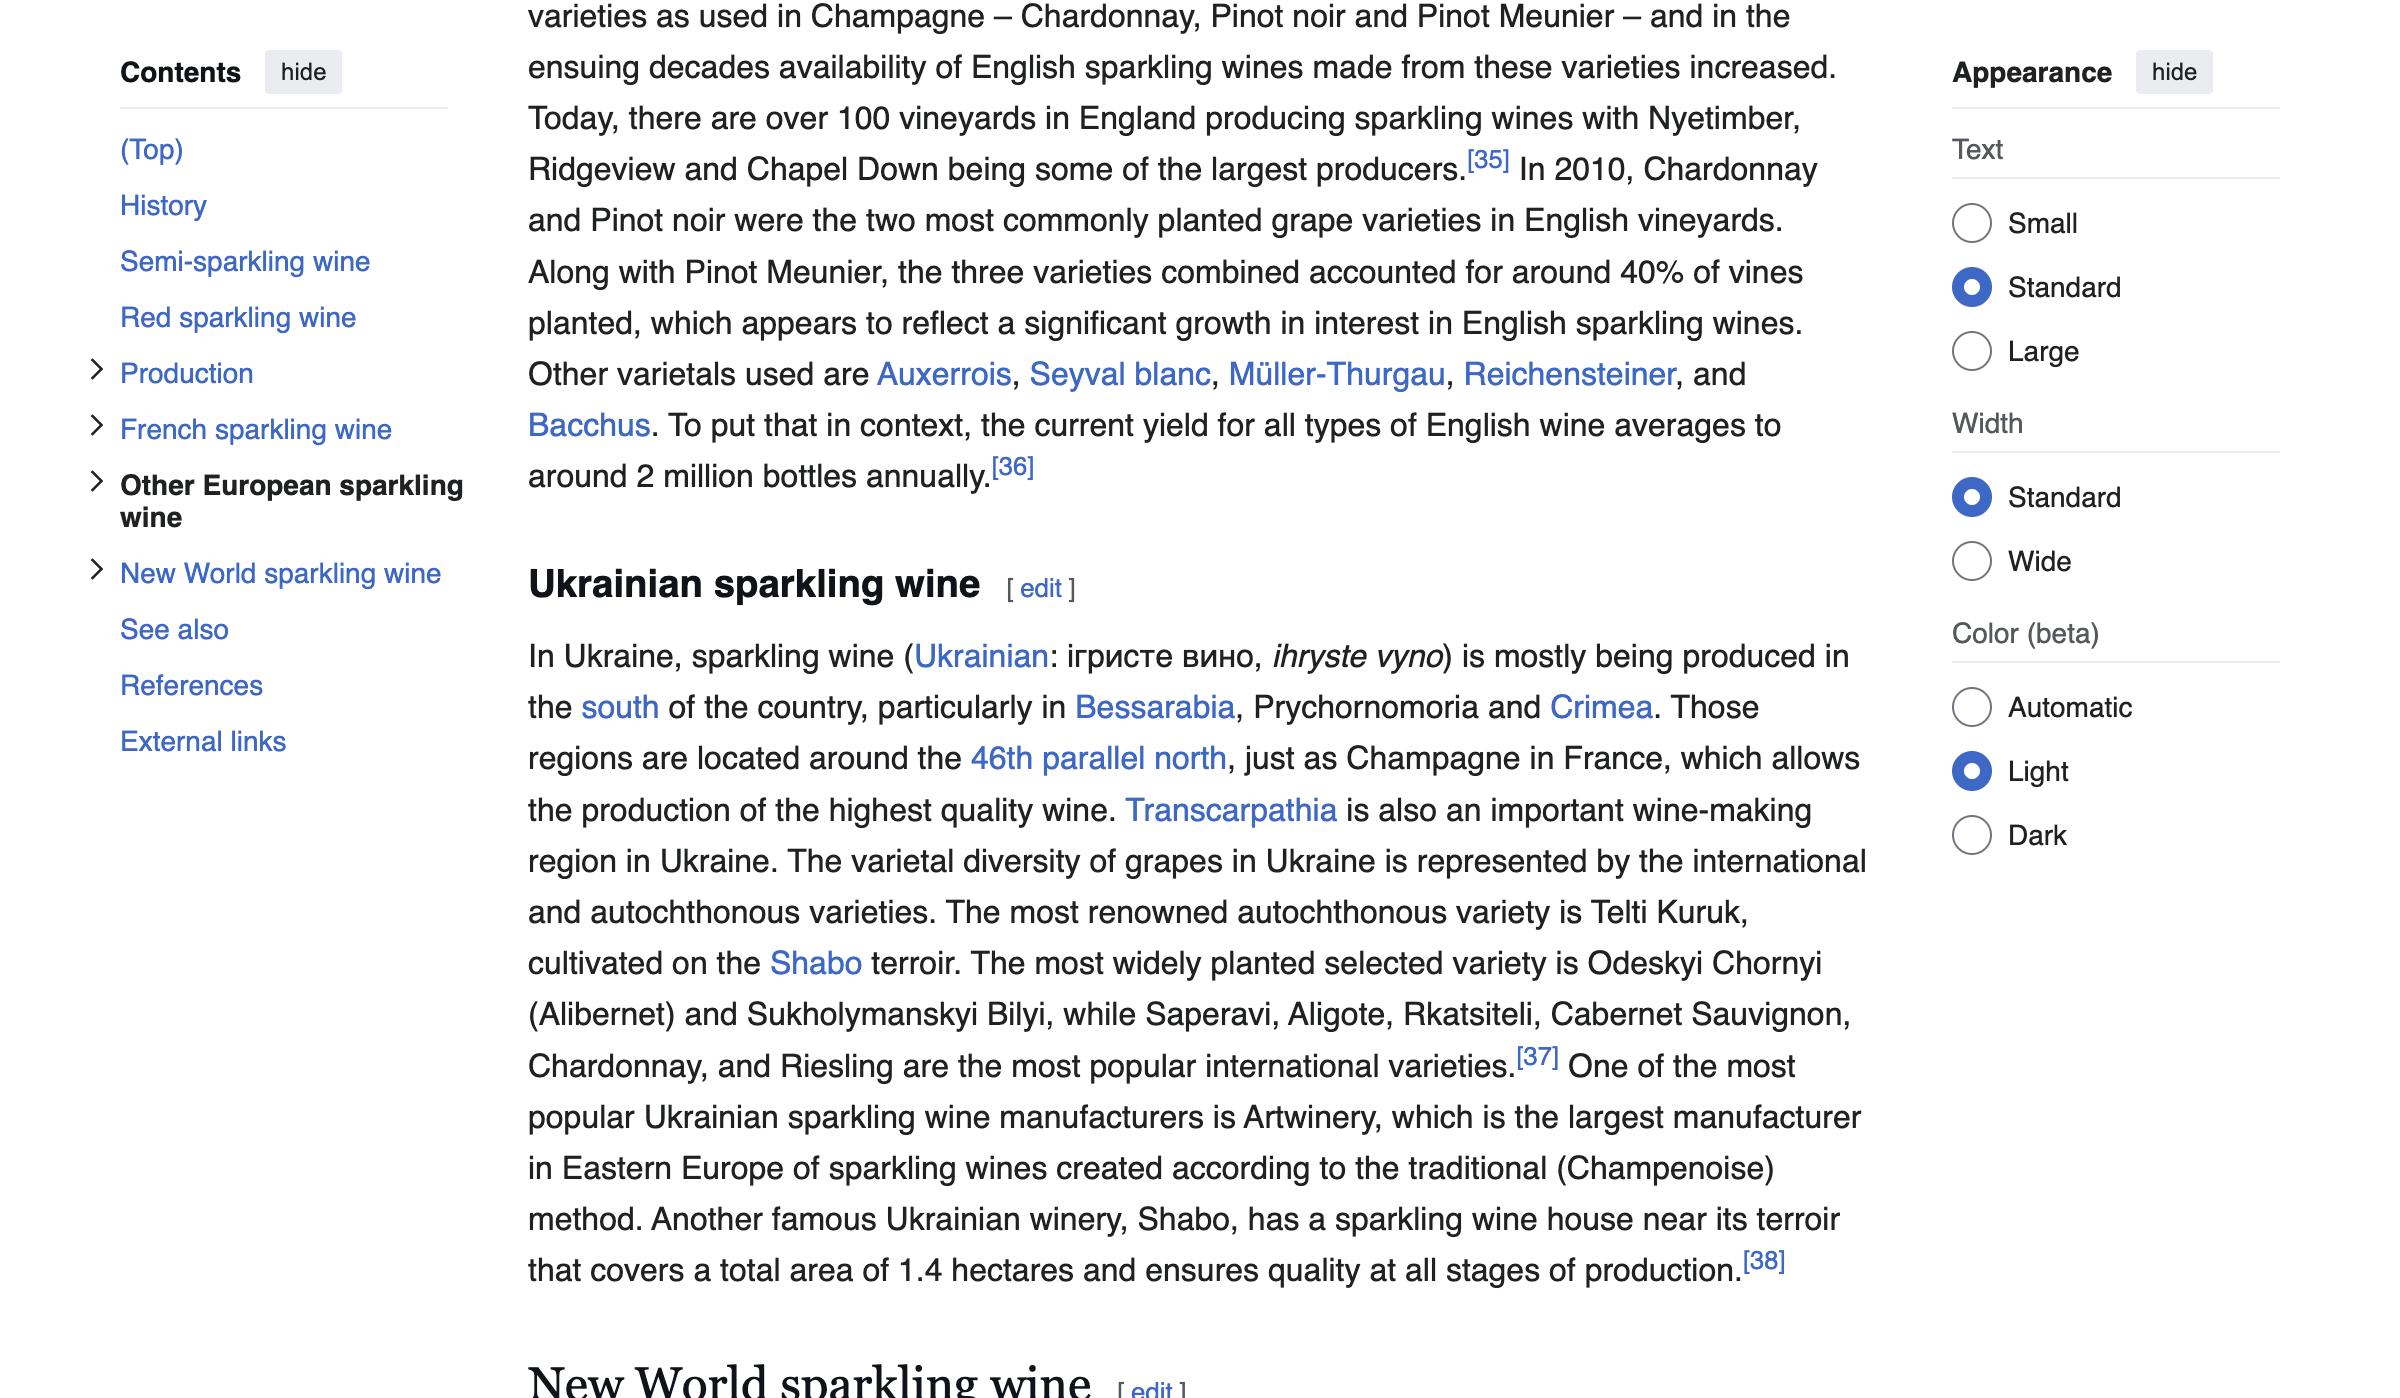 Contents hide
(Top)
History
Semi-sparkling wine
Red sparkling wine
Production
French sparkling wine
Other European sparkling
wine
New World sparkling wine
See also
References
External links
varieties as used in Champagne – Chardonnay, Pinot noir and Pinot Meunier – and in the
ensuing decades availability of English sparkling wines made from these varieties increased.
Today, there are over 100 vineyards in England producing sparkling wines with Nyetimber,
Ridgeview and Chapel Down being some of the largest producers.[35] In 2010, Chardonnay
and Pinot noir were the two most commonly planted grape varieties in English vineyards.
Along with Pinot Meunier, the three varieties combined accounted for around 40% of vines
planted, which appears to reflect a significant growth in interest in English sparkling wines.
Other varietals used are Auxerrois, Seyval blanc, Müller-Thurgau, Reichensteiner, and
Bacchus. To put that in context, the current yield for all types of English wine averages to
around 2 million bottles annually.[36]
Ukrainian sparkling wine [ edit ]
In Ukraine, sparkling wine (Ukrainian: ігристе вино, ihryste vyno) is mostly being produced in
the south of the country, particularly in Bessarabia, Prychornomoria and Crimea. Those
regions are located around the 46th parallel north, just as Champagne in France, which allows
the production of the highest quality wine. Transcarpathia is also an important wine-making
region in Ukraine. The varietal diversity of grapes in Ukraine is represented by the international
and autochthonous varieties. The most renowned autochthonous variety is Telti Kuruk,
cultivated on the Shabo terroir. The most widely planted selected variety is Odeskyi Chornyi
(Alibernet) and Sukholymanskyi Bilyi, while Saperavi, Aligote, Rkatsiteli, Cabernet Sauvignon,
Chardonnay, and Riesling are the most popular international varieties.[37] One of the most
popular Ukrainian sparkling wine manufacturers is Artwinery, which is the largest manufacturer
in Eastern Europe of sparkling wines created according to the traditional (Champenoise)
method. Another famous Ukrainian winery, Shabo, has a sparkling wine house near its terroir
that covers a total area of 1.4 hectares and ensures quality at all stages of production.[38]
New World sparkling wine [ edit ]
Appearance hide
Text
Small
Standard
Large
Width
Standard
Wide
Color (beta)
Automatic
Light
Dark